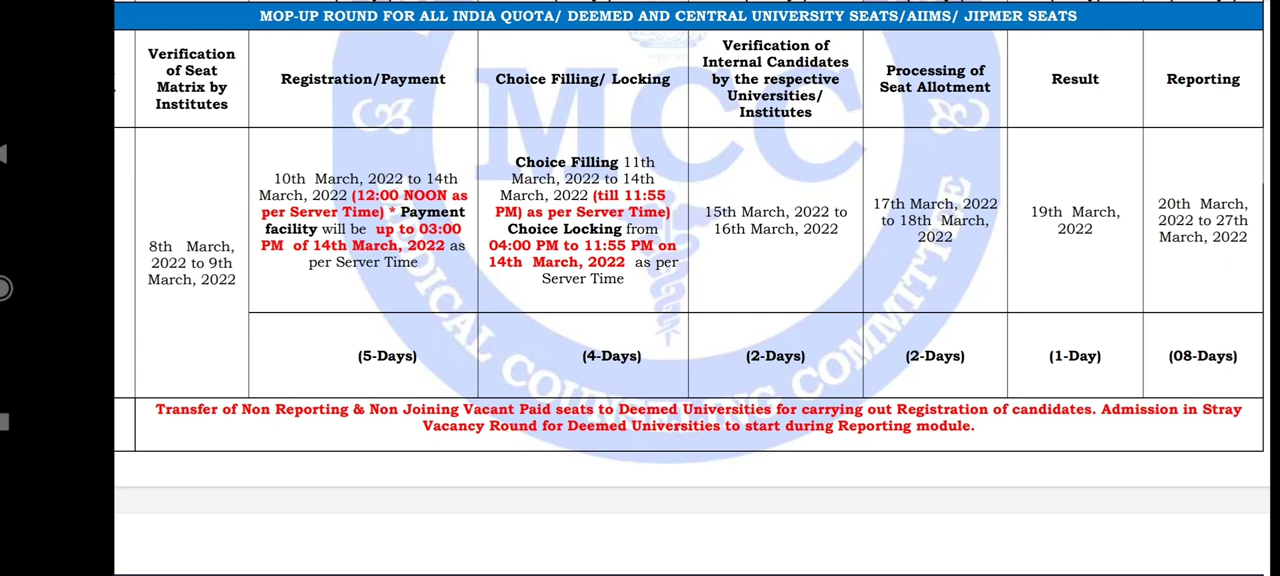 MOP-UP ROUND FOR ALL INDIA QUOTA/ DEEMED AND CENTRAL UNIVERSITY SEATS/AIIMS/ JIPMER SEATS
Verification
of Seat
Matrix by
Institutes
Registration/Payment
Choice Filling/ Locking
Verification of
Internal Candidates
by the respective
Universities/
Institutes
Processing of
Seat Allotment
Result
Reporting
8th March,
2022 to 9th
March, 2022
10th March, 2022 to 14th
March, 2022 (12:00 NOON as
per Server Time) * Payment
facility will be up to 03:00
PM of 14th March, 2022 as
per Server Time
Choice Filling 11th
March, 2022 to 14th
March, 2022 (till 11:55
PM) as per Server Time)
Choice Locking from
04:00 PM to 11:55 PM on
14th March, 2022 as per
Server Time
15th March, 2022 to
16th March, 2022
17th March, 2022
to 18th March,
2022
19th March,
2022
20th March,
2022 to 27th
March, 2022
(5-Days)
(4-Days)
(2-Days)
(2-Days)
(1-Day)
(08-Days)
Transfer of Non Reporting & Non Joining Vacant Paid seats to Deemed Universities for carrying out Registration of candidates. Admission in Stray
Vacancy Round for Deemed Universities to start during Reporting module.
MCC
COMMITTEE